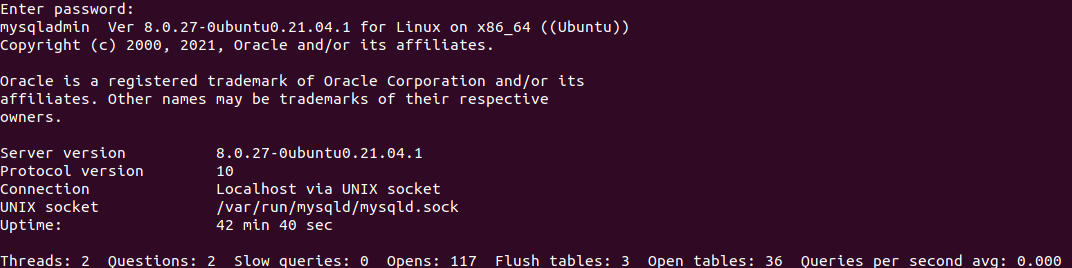 Enter password:
mysqladmin  Ver 8.0.27-0ubuntu0.21.04.1 for Linux on x86_64 ((Ubuntu))
Copyright (c) 2000, 2021, Oracle and/or its affiliates.

Oracle is a registered trademark of Oracle Corporation and/or its
affiliates. Other names may be trademarks of their respective
owners.

Server version          8.0.27-0ubuntu0.21.04.1
Protocol version        10
Connection              Localhost via UNIX socket
UNIX socket             /var/run/mysqld/mysqld.sock
Uptime:                 42 min 40 sec

Threads: 2  Questions: 2  Slow queries: 0  Opens: 117  Flush tables: 3  Open tables: 36  Queries per second avg: 0.000